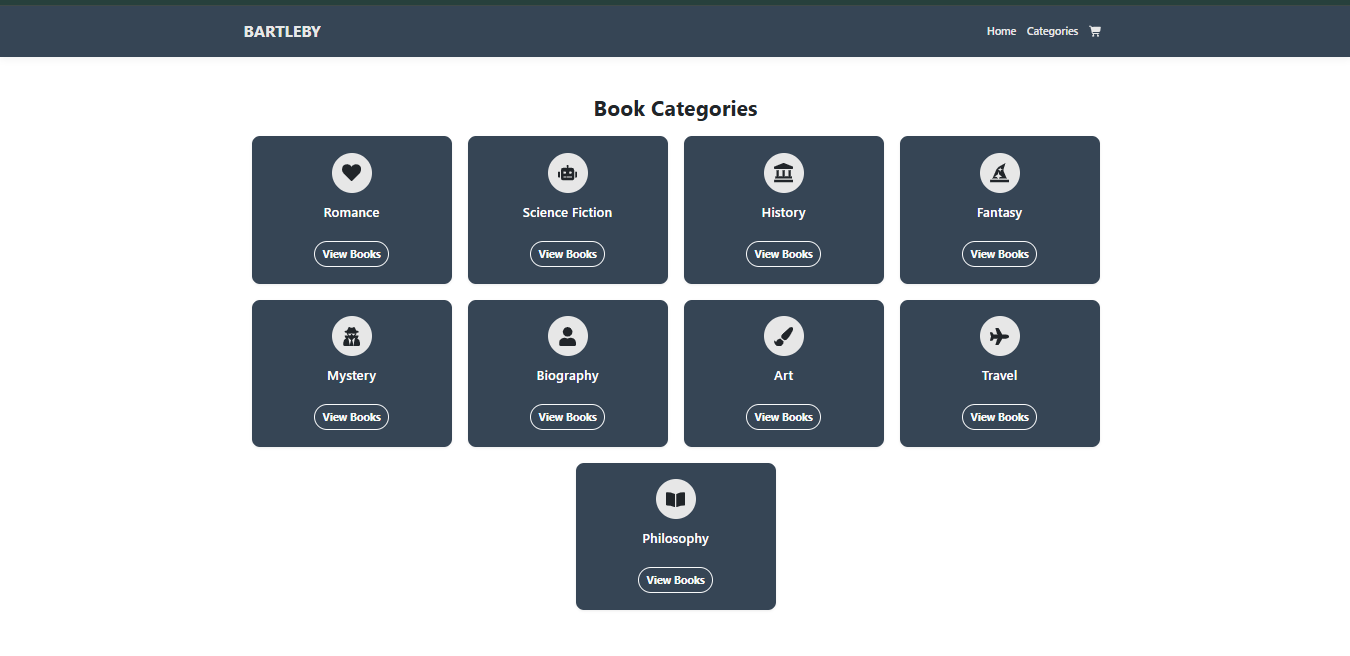 BARTLEBY
Home Categories
Book Categories
Romance
View Books
Science Fiction
View Books
History
View Books
Fantasy
View Books
Mystery
View Books
Biography
View Books
Art
View Books
Travel
View Books
Philosophy
View Books